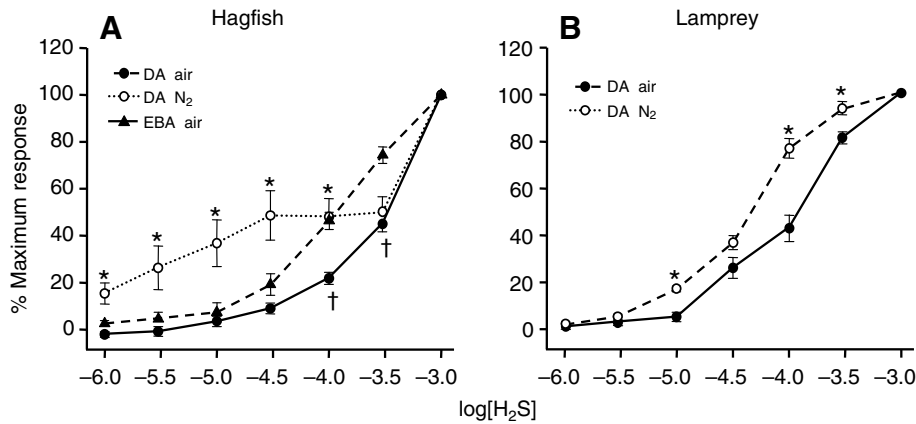 A Hagfish
B Lamprey
% Maximum response
120
100
80
60
40
20
0
DA air
DA N₂
EBA air
* * * * *
† †
–6.0 –5.5 –5.0 –4.5 –4.0 –3.5 –3.0
120
100
80
60
40
20
0
DA air
DA N₂
* * *
–6.0 –5.5 –5.0 –4.5 –4.0 –3.5 –3.0
log[H₂S]